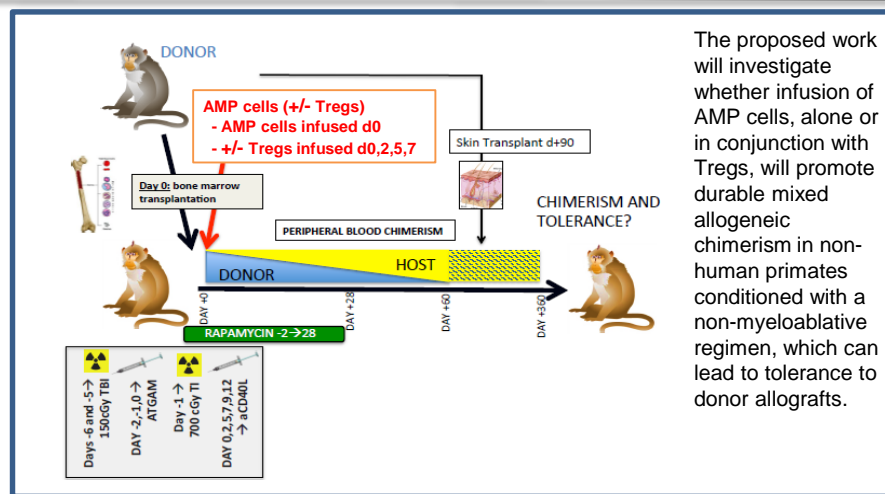 DONOR
AMP cells (+/- Tregs)
- AMP cells infused d0
- +/- Tregs infused d0,2,5,7
Skin Transplant d+90
Day 0: bone marrow
transplantation
CHIMERISM AND
TOLERANCE?
PERIPHERAL BLOOD CHIMERISM
HOST
DONOR
DAY +0
DAY +28
DAY +60
DAY +360
RAPAMYCIN -2→28
Days -6 and -5→
150cGy TBI
DAY -2,-1,0 →
ATGAM
Day -1 →
700 cGy TI
DAY 0,2,5,7,9,12
→ aCD40L
The proposed work
will investigate
whether infusion of
AMP cells, alone or
in conjunction with
Tregs, will promote
durable mixed
allogeneic
chimerism in non-
human primates
conditioned with a
non-myeloablative
regimen, which can
lead to tolerance to
donor allografts.